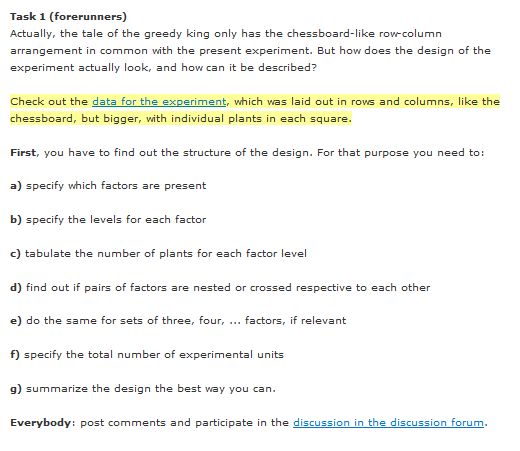 Task 1 (forerunners)
Actually, the tale of the greedy king only has the chessboard-like row-column
arrangement in common with the present experiment. But how does the design of the
experiment actually look, and how can it be described?
Check out the data for the experiment, which was laid out in rows and columns, like the
chessboard, but bigger, with individual plants in each square.
First, you have to find out the structure of the design. For that purpose you need to:
a) specify which factors are present
b) specify the levels for each factor
c) tabulate the number of plants for each factor level
d) find out if pairs of factors are nested or crossed respective to each other
e) do the same for sets of three, four, ... factors, if relevant
f) specify the total number of experimental units
g) summarize the design the best way you can.
Everybody: post comments and participate in the discussion in the discussion forum.